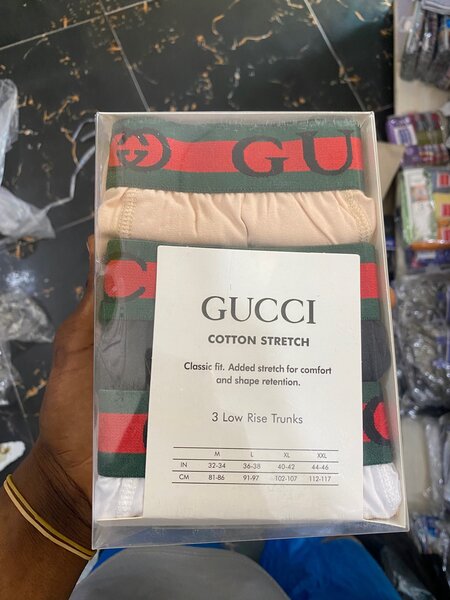 GU
C
GUCCI
COTTON STRETCH
Classic fit. Added stretch for comfort
and shape retention.
3 Low Rise Trunks
M L XL XXL
IN 32-34 36-38 40-42 44-46
CM 81-86 91-97 102-107 112-117